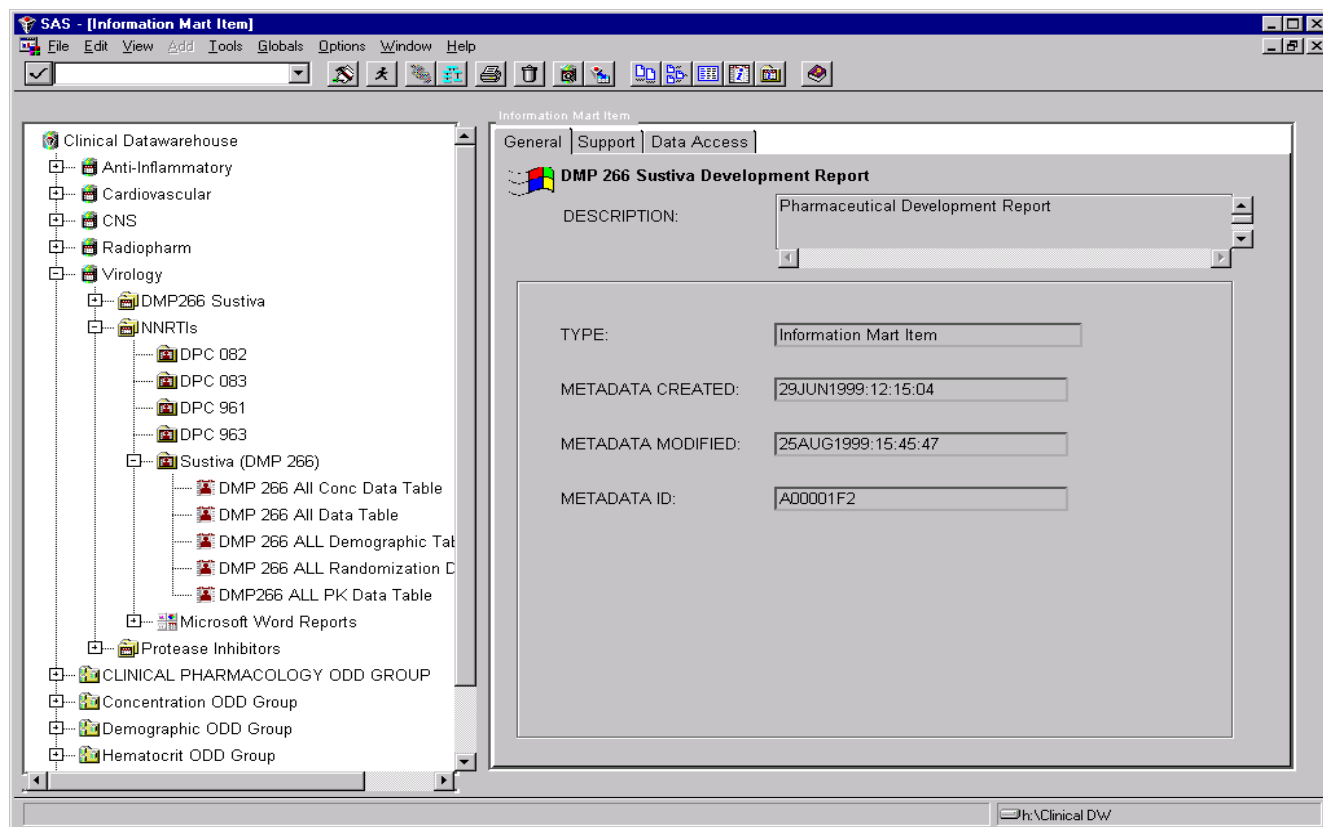 SAS - [Information Mart Item]
File Edit View Add Tools Globals Options Window Help
Clinical Datawarehouse
Anti-Inflammatory
Cardiovascular
CNS
Radiopharm
Virology
DMP266 Sustiva
NNRTIs
DPC 082
DPC 083
DPC 961
DPC 963
Sustiva (DMP 266)
DMP 266 All Conc Data Table
DMP 266 All Data Table
DMP 266 ALL Demographic Tab
DMP 266 ALL Randomization D
DMP266 ALL PK Data Table
Microsoft Word Reports
Protease Inhibitors
CLINICAL PHARMACOLOGY ODD GROUP
Concentration ODD Group
Demographic ODD Group
Hematocrit ODD Group
Information Mart Item
General Support Data Access
DMP 266 Sustiva Development Report
DESCRIPTION: Pharmaceutical Development Report
TYPE: Information Mart Item
METADATA CREATED: 29JUN1999:12:15:04
METADATA MODIFIED: 25AUG1999:15:45:47
METADATA ID: A00001F2
h:\Clinical DW